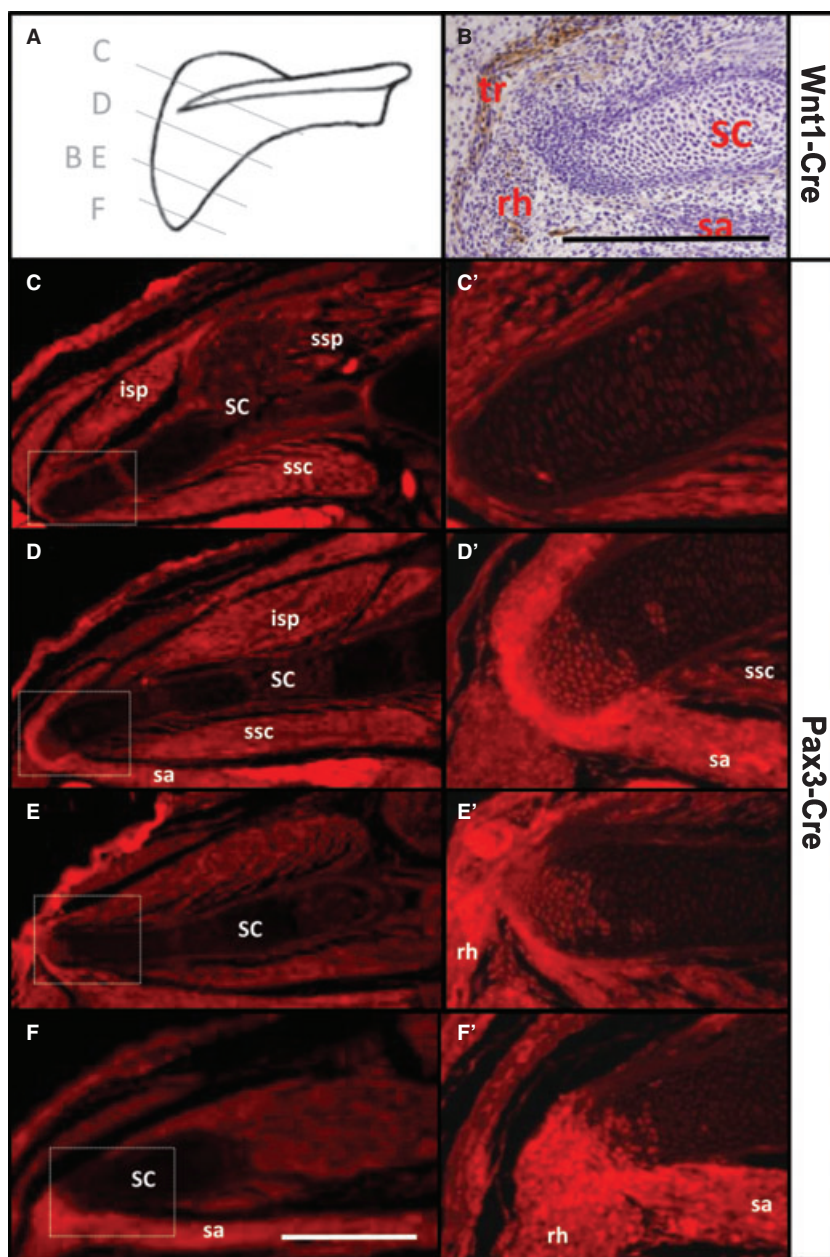 A
C
D
B E
F
B
tr
SC
rh
sa
Wnt1-Cre
C
isp
ssp
SC
ssc
C’
D
isp
SC
ssc
sa
D’
ssc
sa
E
SC
E’
rh
F
SC
sa
F’
sa
rh
Pax3-Cre